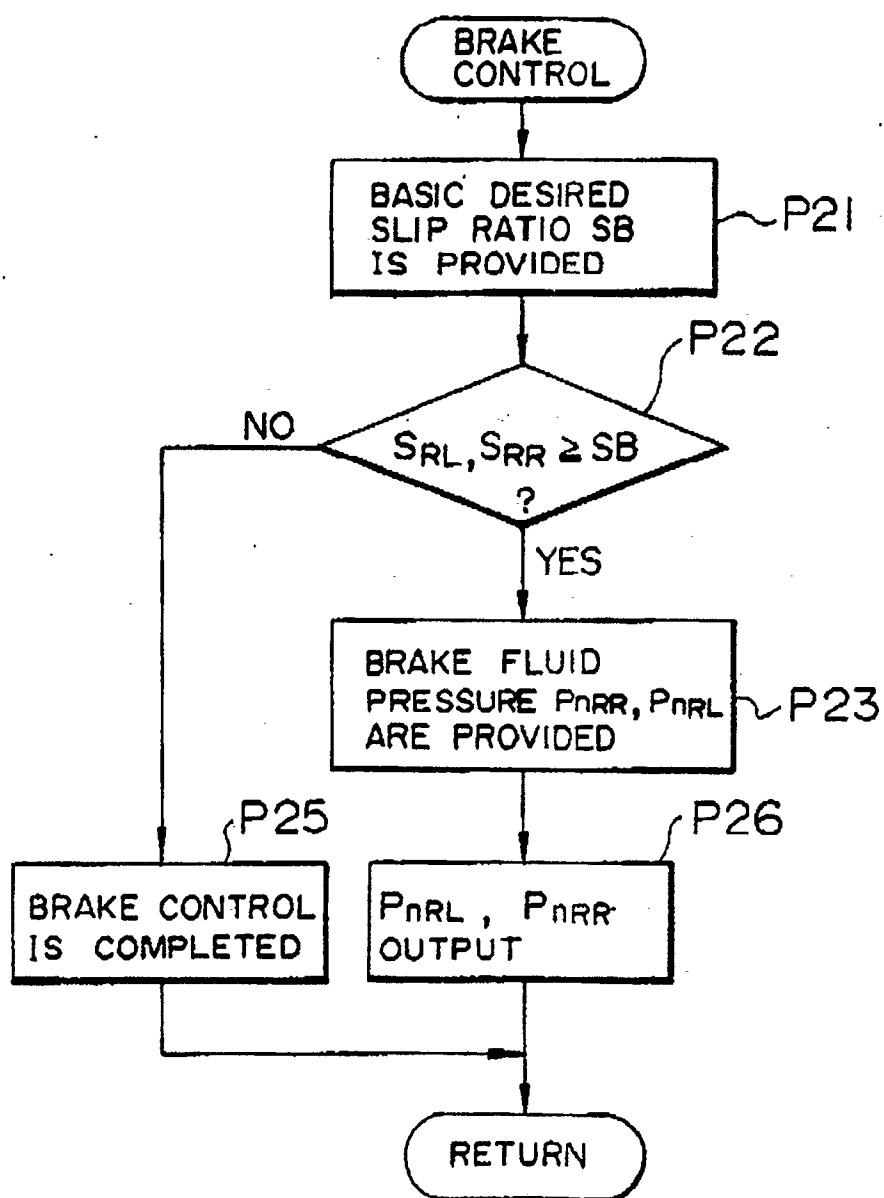 BRAKE
CONTROL
BASIC DESIRED
SLIP RATIO SB
IS PROVIDED
P21
P22
NO
SRL, SRR ≥ SB
?
YES
BRAKE FLUID
PRESSURE PnRR, PnRL
ARE PROVIDED
P23
P25
BRAKE CONTROL
IS COMPLETED
P26
PnRL, PnRR
OUTPUT
RETURN